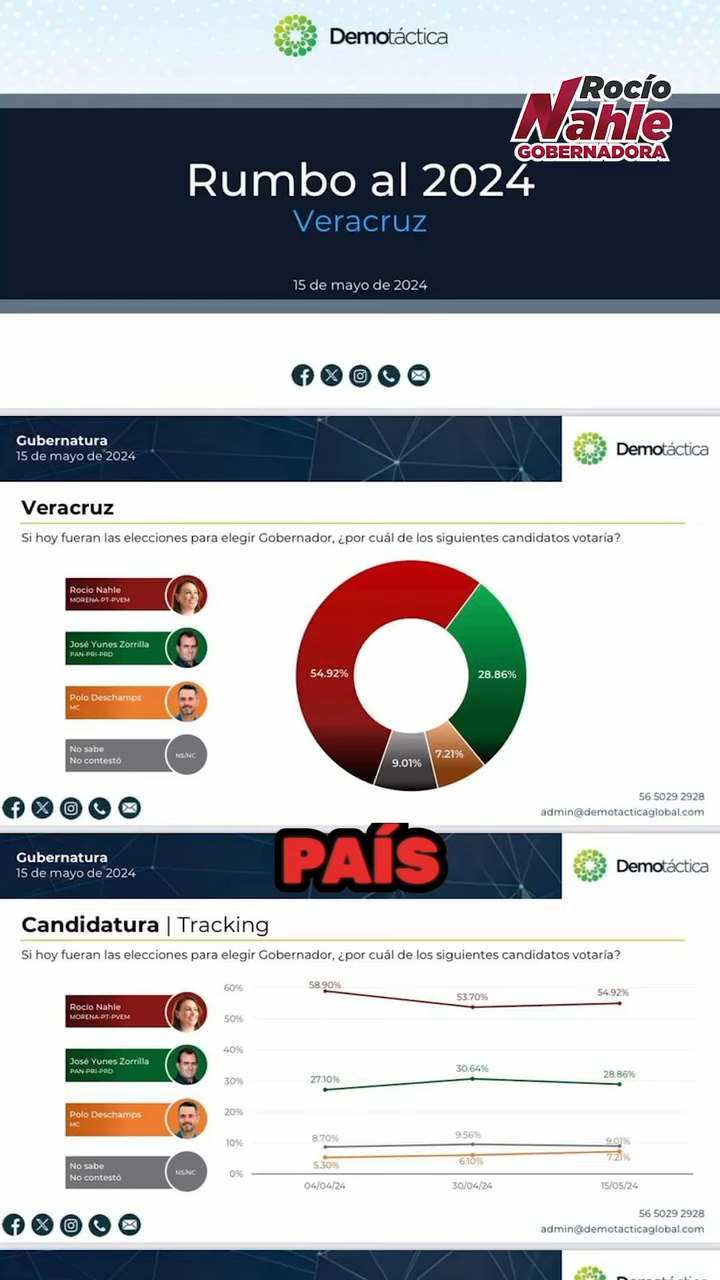 Demotáctica
Rocío
Nahle
GOBERNADORA
Rumbo al 2024
Veracruz
15 de mayo de 2024
Gubernatura
15 de mayo de 2024
Demotáctica
Veracruz
Si hoy fueran las elecciones para elegir Gobernador, ¿por cuál de los siguientes candidatos votaría?
Rocío Nahle
MORENA-PT-PVEM
José Yunes Zorrilla
PAN-PRI-PRD
Polo Deschamps
MC
No sabe
No contestó
NS/NC
54.92%
28.86%
7.21%
9.01%
56 5029 2928
admin@demotacticaglobal.com
PAÍS
Gubernatura
15 de mayo de 2024
Demotáctica
Candidatura | Tracking
Si hoy fueran las elecciones para elegir Gobernador, ¿por cuál de los siguientes candidatos votaría?
Rocío Nahle
MORENA-PT-PVEM
José Yunes Zorrilla
PAN-PRI-PRD
Polo Deschamps
MC
No sabe
No contestó
NS/NC
60%
50%
40%
30%
20%
10%
0%
58.90%
53.70%
54.92%
27.10%
30.64%
28.86%
8.70%
9.56%
9.01%
5.30%
6.10%
7.21%
04/04/24
30/04/24
15/05/24
56 5029 2928
admin@demotacticaglobal.com